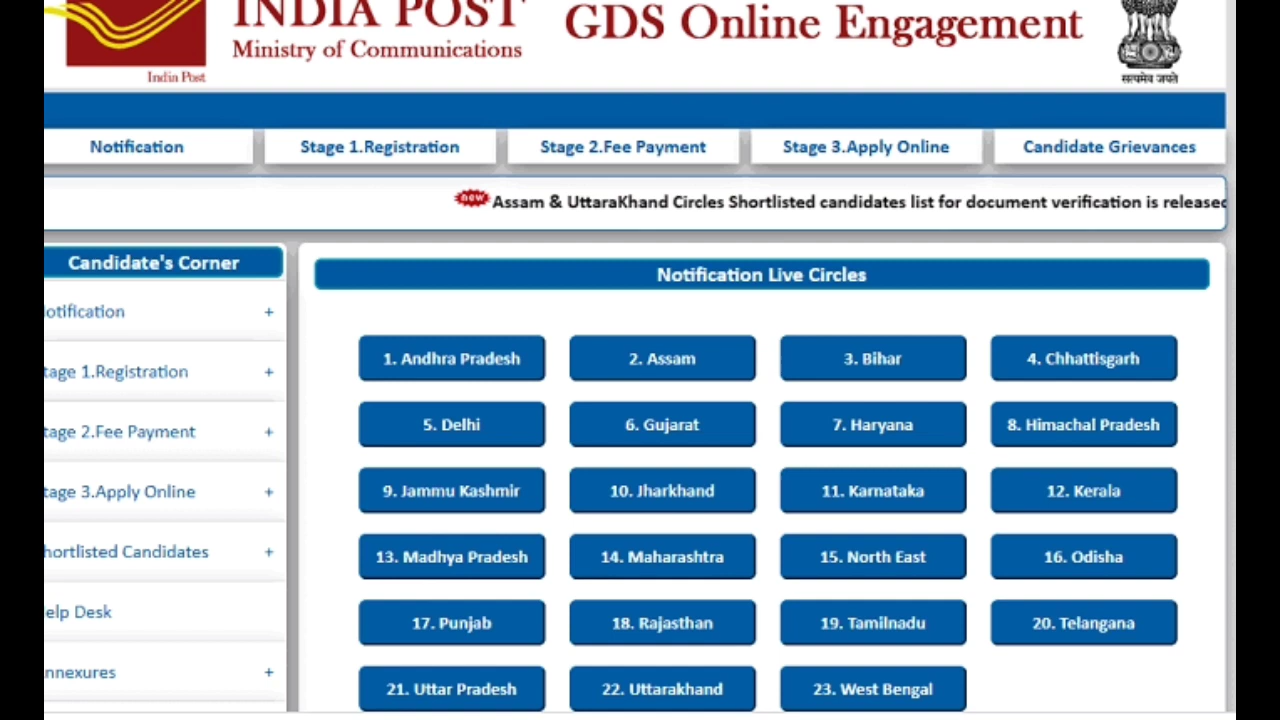 INDIA POST
GDS Online Engagement
Ministry of Communications
India Post
सत्यमेव जयते
Notification
Stage 1.Registration
Stage 2.Fee Payment
Stage 3.Apply Online
Candidate Grievances
new Assam & UttaraKhand Circles Shortlisted candidates list for document verification is released
Candidate's Corner
otification +
tage 1.Registration +
tage 2.Fee Payment +
tage 3.Apply Online +
hortlisted Candidates +
elp Desk
nnexures +
Notification Live Circles
1. Andhra Pradesh
2. Assam
3. Bihar
4. Chhattisgarh
5. Delhi
6. Gujarat
7. Haryana
8. Himachal Pradesh
9. Jammu Kashmir
10. Jharkhand
11. Karnataka
12. Kerala
13. Madhya Pradesh
14. Maharashtra
15. North East
16. Odisha
17. Punjab
18. Rajasthan
19. Tamilnadu
20. Telangana
21. Uttar Pradesh
22. Uttarakhand
23. West Bengal